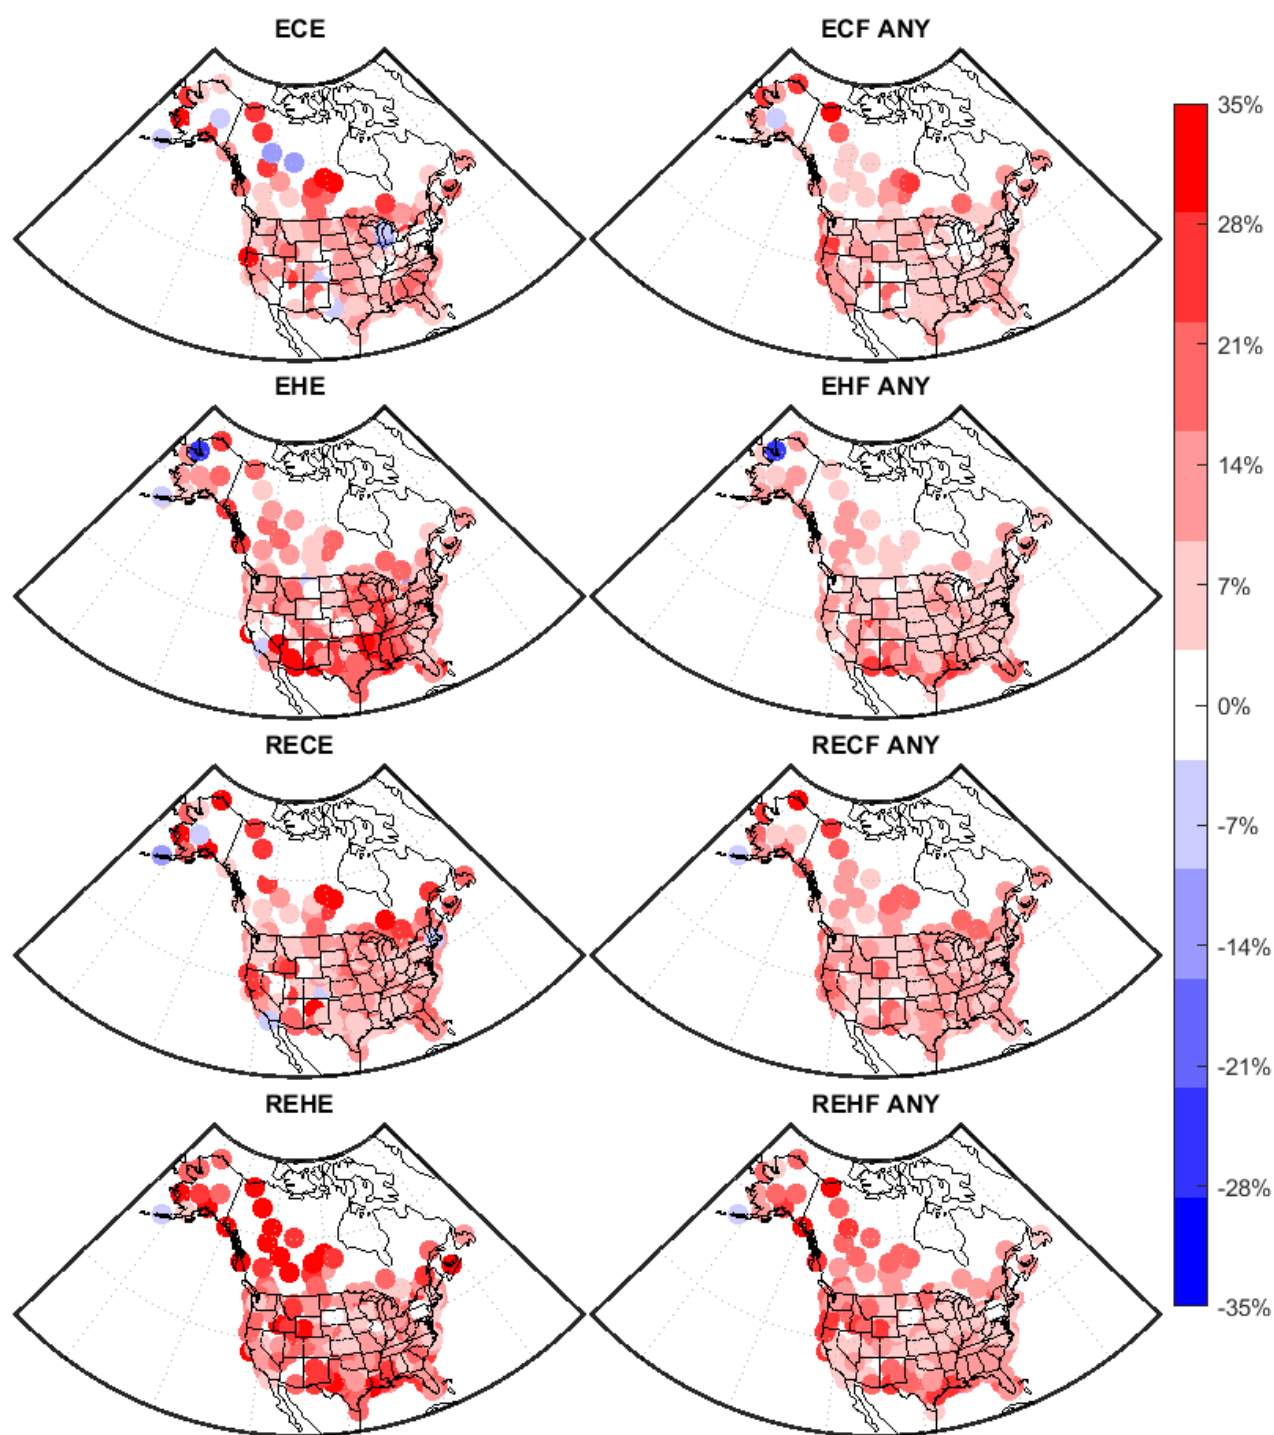 ECE
ECF ANY
EHE
EHF ANY
RECE
RECF ANY
REHE
REHF ANY
35%
28%
21%
14%
7%
0%
-7%
-14%
-21%
-28%
-35%